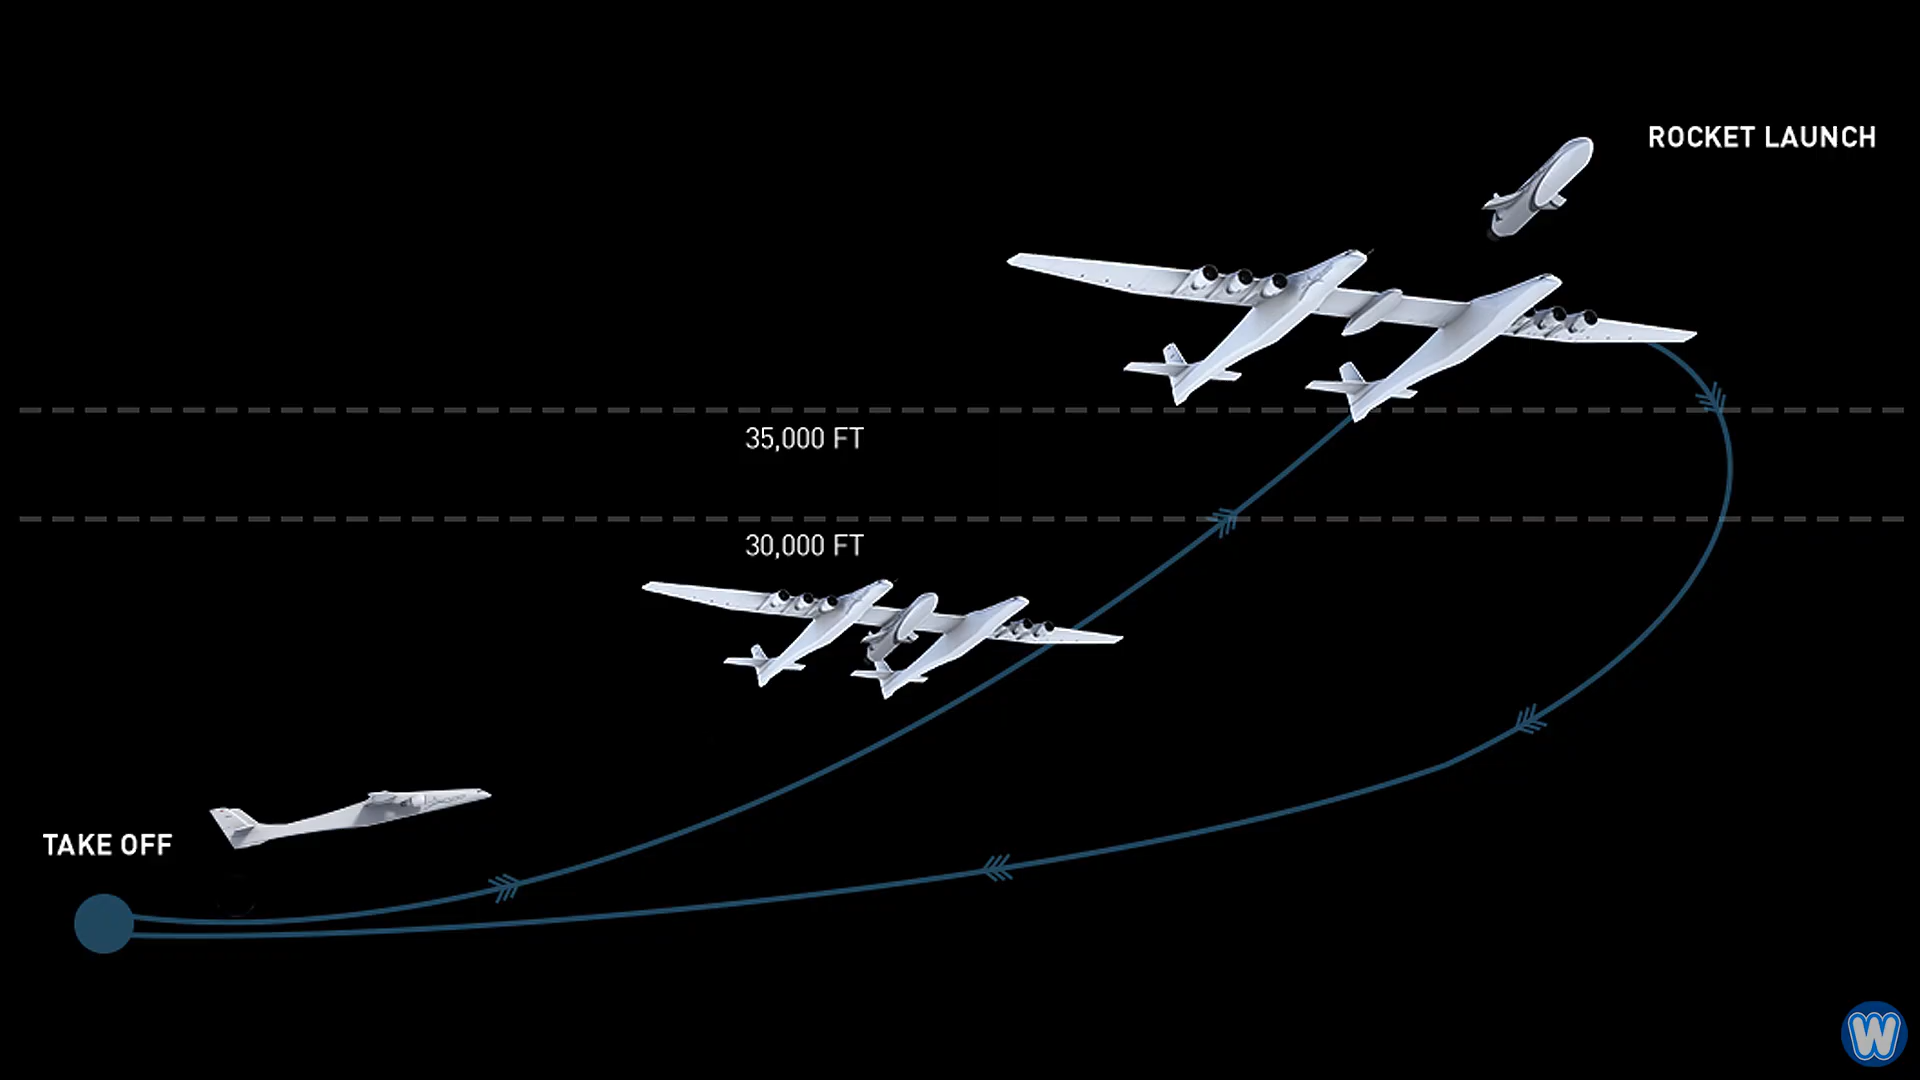 ROCKET LAUNCH
35,000 FT
30,000 FT
TAKE OFF
W